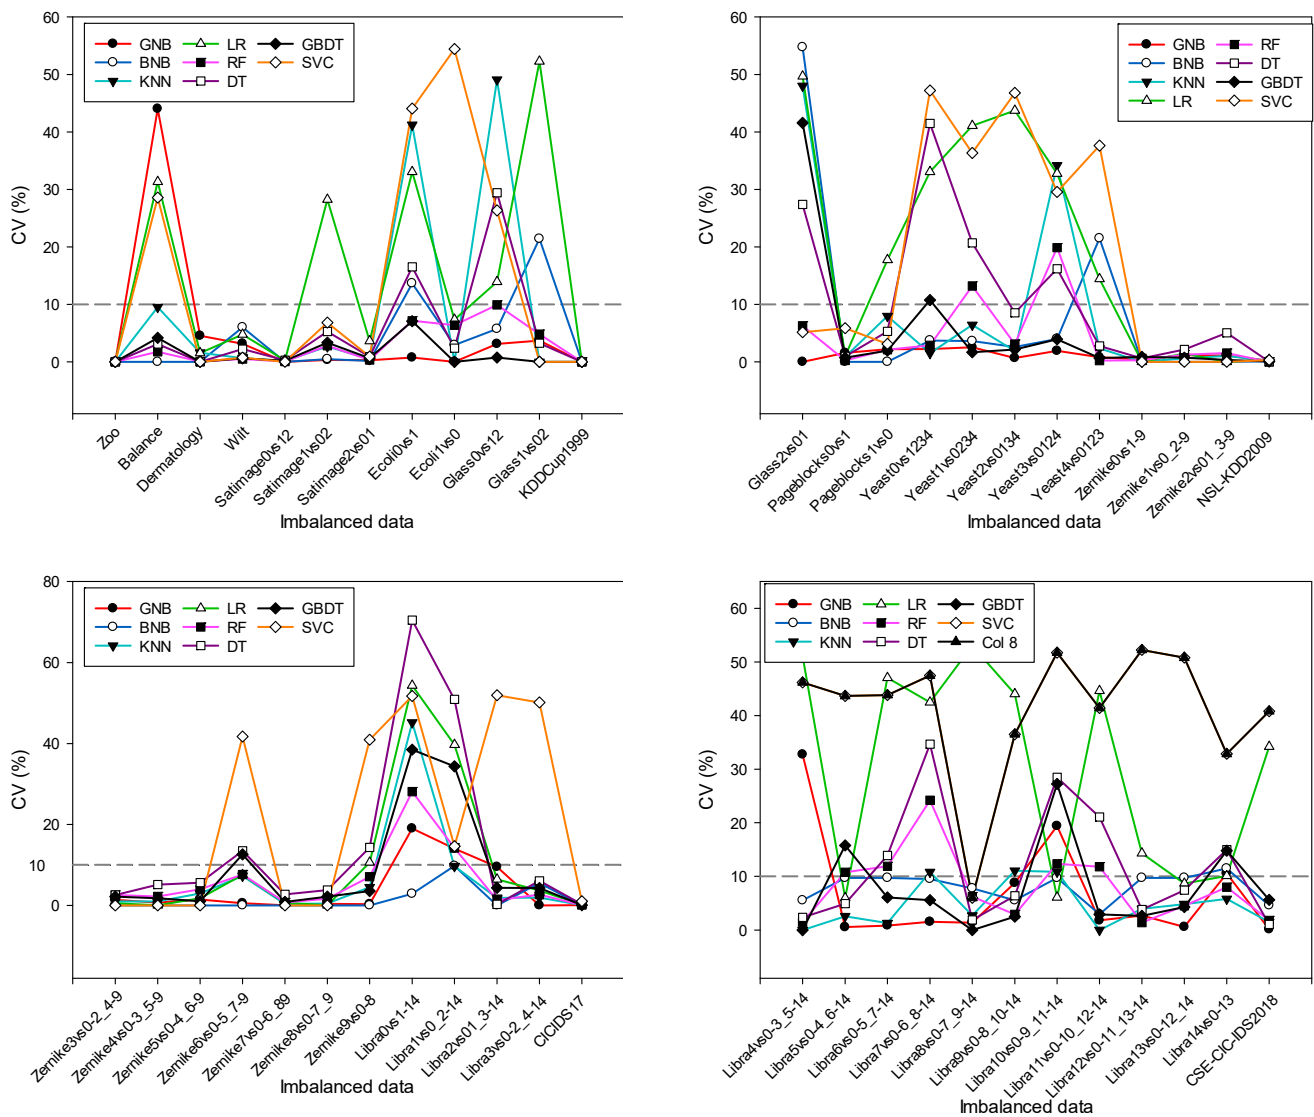 60
50
40
30
20
10
0
CV (%)
GNB LR GBDT
BNB RF SVC
KNN DT
Zoo
Balance
Dermatology
Wilt
Satimage0vs12
Satimage1vs02
Satimage2vs01
Ecoli0vs1
Ecoli1vs0
Glass0vs12
Glass1vs02
KDDCup1999
Imbalanced data
60
50
40
30
20
10
0
CV (%)
GNB RF
BNB DT
KNN GBDT
LR SVC
Glass2vs01
Pageblocks0vs1
Pageblocks1vs0
Yeast0vs1234
Yeast1vs0234
Yeast2vs0134
Yeast3vs0124
Yeast4vs0123
Zernike0vs1-9
Zernike1vs0_2-9
Zernike2vs01_3-9
NSL-KDD2009
Imbalanced data
80
60
40
20
10
0
CV (%)
GNB LR GBDT
BNB RF SVC
KNN DT
Zernike3vs0-2_4-9
Zernike4vs0-3_5-9
Zernike5vs0-4_6-9
Zernike6vs0-5_7-9
Zernike7vs0-6_89
Zernike8vs0-7_9
Zernike9vs0-8
Libra0vs1-14
Libra1vs0_2-14
Libra2vs01_3-14
Libra3vs0-2_4-14
CICIDS17
Imbalanced data
60
50
40
30
20
10
0
CV (%)
GNB LR GBDT
BNB RF SVC
KNN DT Col 8
Libra4vs0-3_5-14
Libra5vs0-4_6-14
Libra6vs0-5_7-14
Libra7vs0-6_8-14
Libra8vs0-7_9-14
Libra9vs0-8_10-14
Libra10vs0-9_11-14
Libra11vs0-10_12-14
Libra12vs0-11_13-14
Libra13vs0-12_14
Libra14vs0-13
CSE-CIC-IDS2018
Imbalanced data